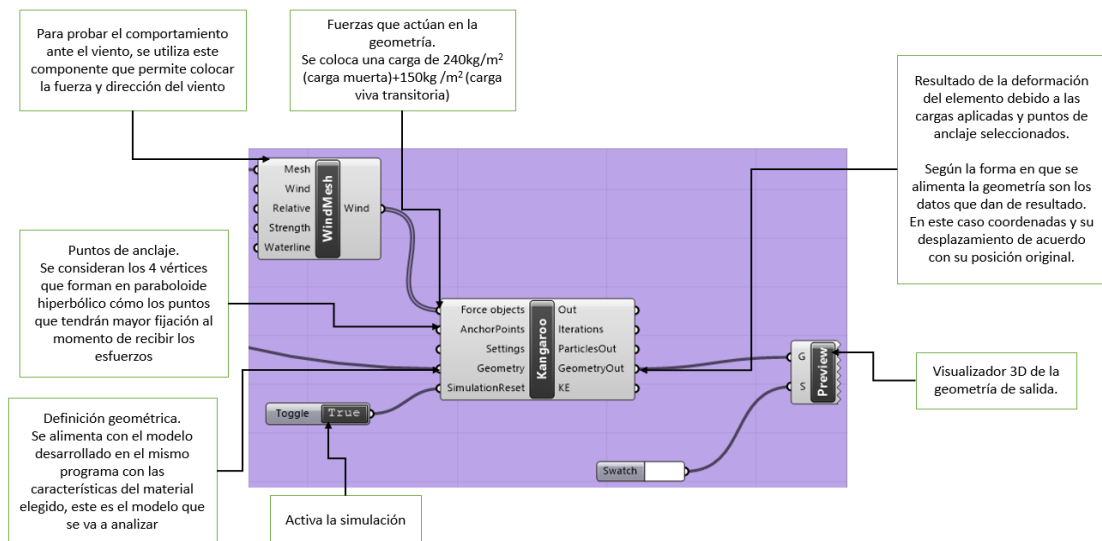 Para probar el comportamiento
ante el viento, se utiliza este
componente que permite colocar
la fuerza y dirección del viento
Fuerzas que actúan en la
geometría.
Se coloca una carga de 240kg/m²
(carga muerta)+150kg /m² (carga
viva transitoria)
Resultado de la deformación
del elemento debido a las
cargas aplicadas y puntos de
anclaje seleccionados.
Según la forma en que se
alimenta la geometría son los
datos que dan de resultado.
En este caso coordenadas y su
desplazamiento de acuerdo
con su posición original.
Mesh
Wind
Relative
Strength
Waterline
WindMesh
Wind
Puntos de anclaje.
Se consideran los 4 vértices
que forman en paraboloide
hiperbólico cómo los puntos
que tendrán mayor fijación al
momento de recibir los
esfuerzos
Force objects
AnchorPoints
Settings
Geometry
SimulationReset
Kangaroo
Out
Iterations
ParticlesOut
GeometryOut
KE
G
S
Preview
Visualizador 3D de la
geometría de salida.
Toggle True
Swatch
Definición geométrica.
Se alimenta con el modelo
desarrollado en el mismo
programa con las
características del material
elegido, este es el modelo que
se va a analizar
Activa la simulación